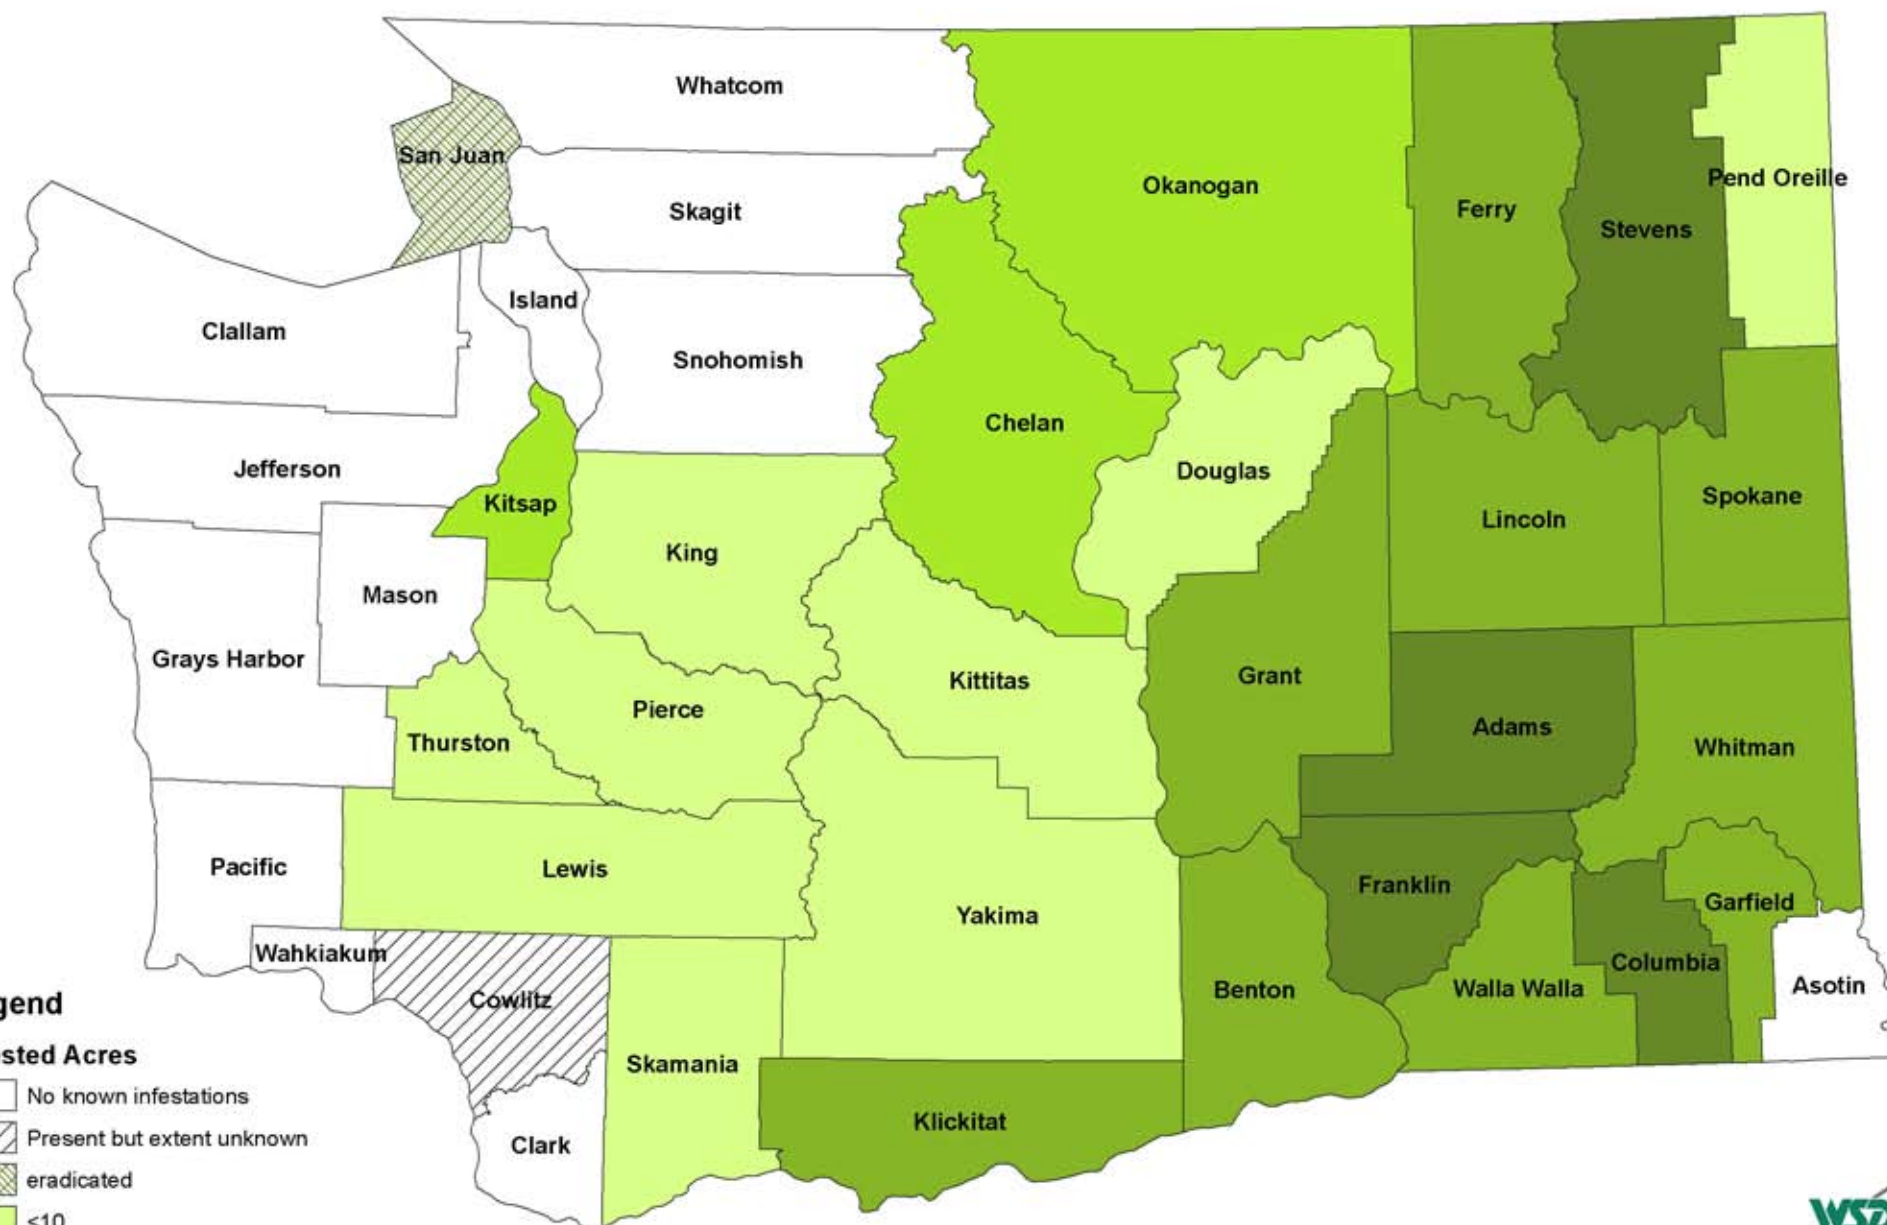 Whatcom
San Juan
Okanogan
Pend Oreille
Ferry
Skagit
Stevens
Island
Clallam
Snohomish
Chelan
Jefferson
Douglas
Kitsap
Spokane
Lincoln
King
Mason
Grays Harbor
Grant
Kittitas
Pierce
Adams
Thurston
Whitman
Pacific
Lewis
Franklin
Garfield
Yakima
Wahkiakum
Columbia
Asotin
Walla Walla
Benton
Cowlitz
Skamania
Klickitat
Clark
gend
sted Acres
No known infestations
Present but extent unknown
eradicated
<10